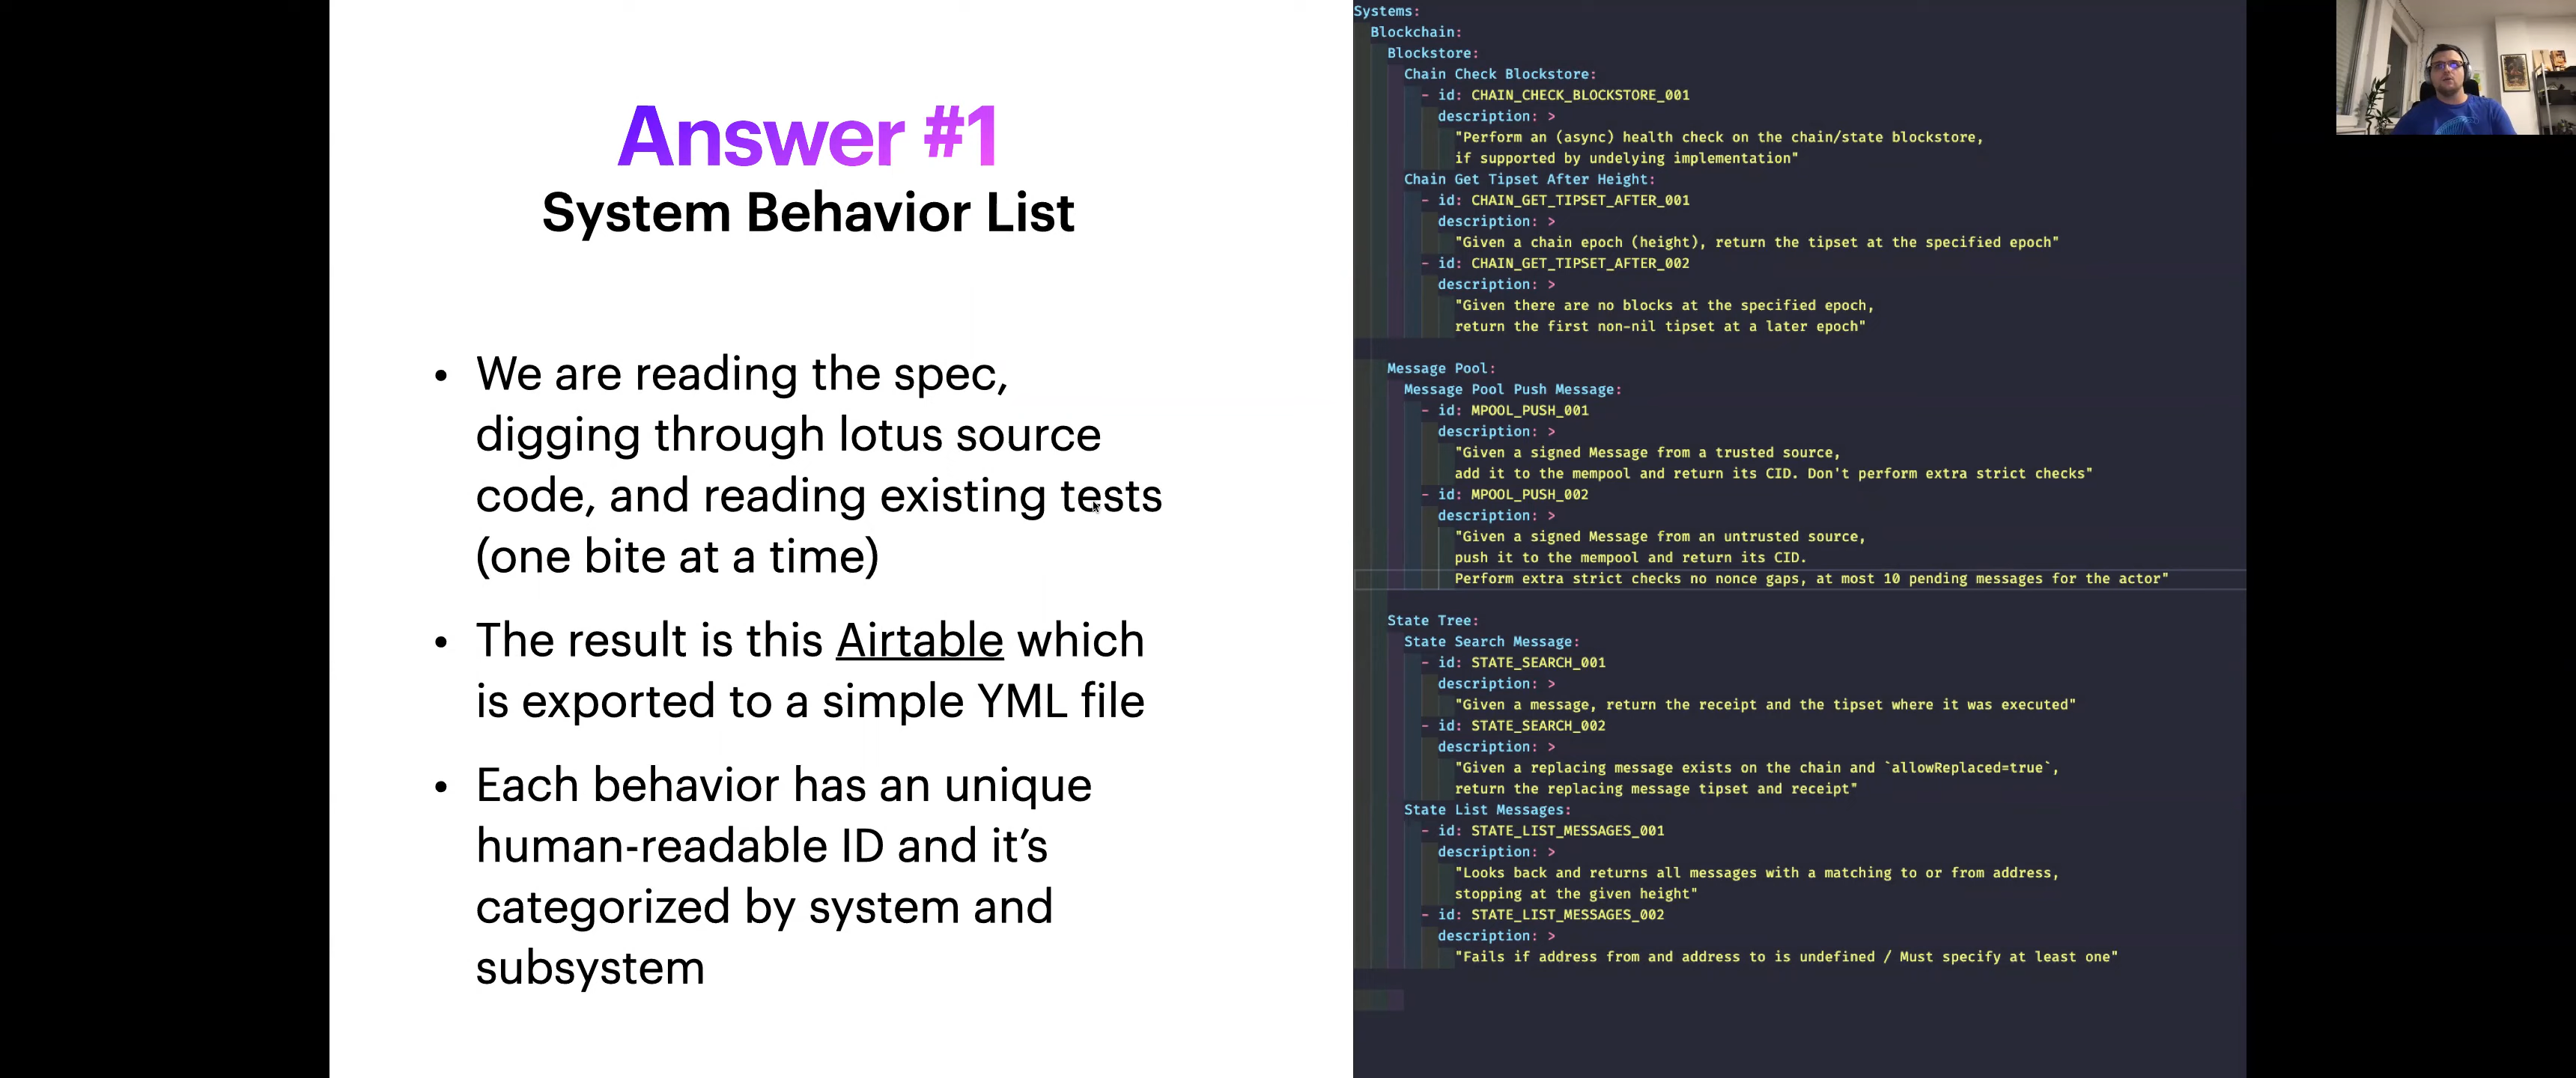 Answer #1
System Behavior List
• We are reading the spec,
digging through lotus source
code, and reading existing tests
(one bite at a time)
• The result is this Airtable which
is exported to a simple YML file
• Each behavior has an unique
human-readable ID and it’s
categorized by system and
subsystem
Systems:
Blockchain:
Blockstore:
Chain Check Blockstore:
- id: CHAIN_CHECK_BLOCKSTORE_001
description: >
"Perform an (async) health check on the chain/state blockstore,
if supported by undelying implementation"
Chain Get Tipset After Height:
- id: CHAIN_GET_TIPSET_AFTER_001
description: >
"Given a chain epoch (height), return the tipset at the specified epoch"
- id: CHAIN_GET_TIPSET_AFTER_002
description: >
"Given there are no blocks at the specified epoch,
return the first non-nil tipset at a later epoch"
Message Pool:
Message Pool Push Message:
- id: MPOOL_PUSH_001
description: >
"Given a signed Message from a trusted source,
add it to the mempool and return its CID. Don't perform extra strict checks"
- id: MPOOL_PUSH_002
description: >
"Given a signed Message from an untrusted source,
push it to the mempool and return its CID.
Perform extra strict checks no nonce gaps, at most 10 pending messages for the actor"
State Tree:
State Search Message:
- id: STATE_SEARCH_001
description: >
"Given a message, return the receipt and the tipset where it was executed"
- id: STATE_SEARCH_002
description: >
"Given a replacing message exists on the chain and `allowReplaced=true`,
return the replacing message tipset and receipt"
State List Messages:
- id: STATE_LIST_MESSAGES_001
description: >
"Looks back and returns all messages with a matching to or from address,
stopping at the given height"
- id: STATE_LIST_MESSAGES_002
description: >
"Fails if address from and address to is undefined / Must specify at least one"